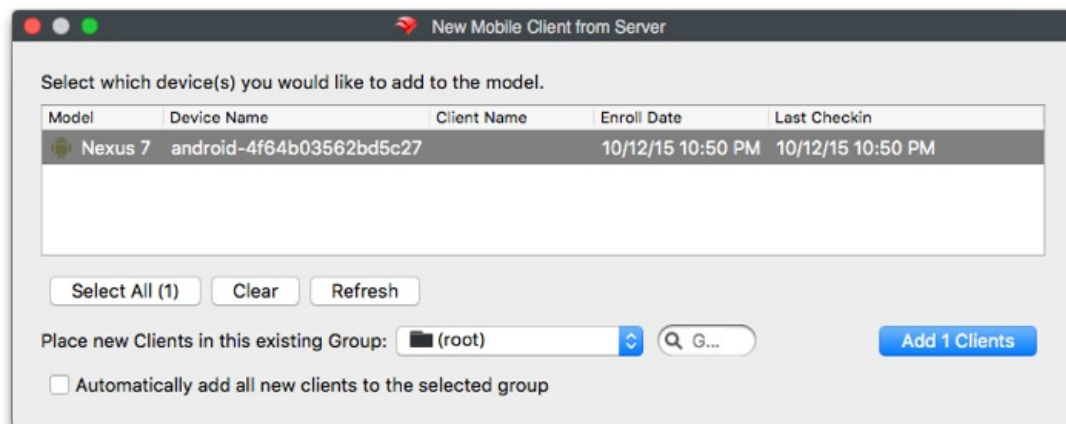 New Mobile Client from Server
Select which device(s) you would like to add to the model.
Model Device Name Client Name Enroll Date Last Checkin
Nexus 7 android-4f64b03562bd5c27 10/12/15 10:50 PM 10/12/15 10:50 PM
Select All (1) Clear Refresh
Place new Clients in this existing Group: (root) G... Add 1 Clients
Automatically add all new clients to the selected group